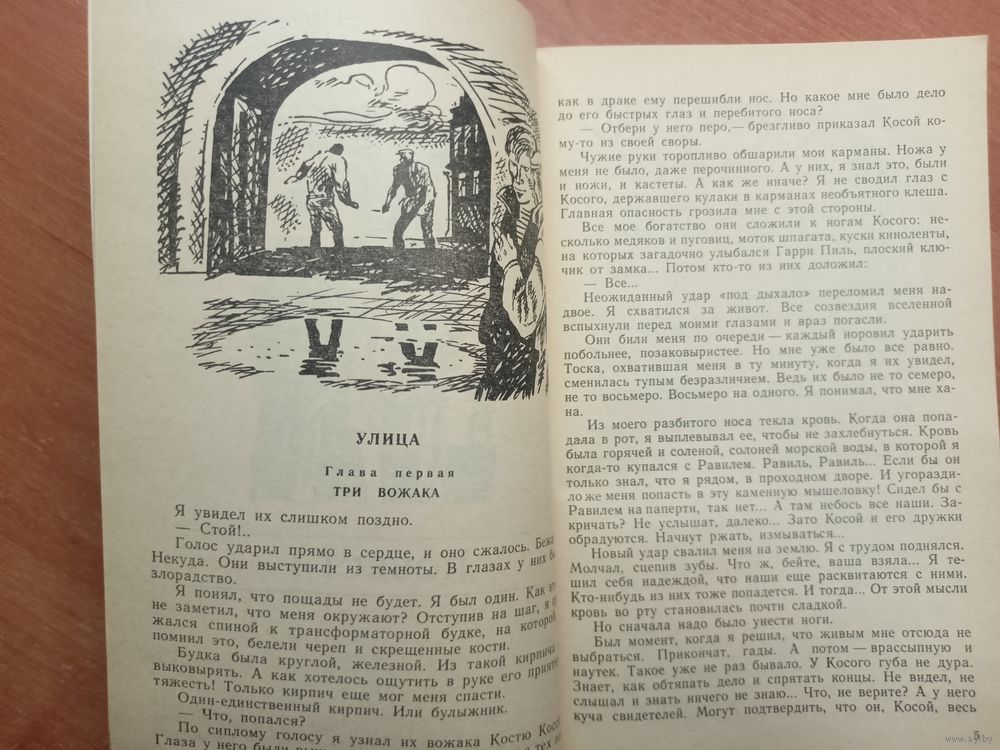 УЛИЦА
Глава первая
ТРИ ВОЖАКА
Я увидел их слишком поздно.
— Стой!..
Голос ударил прямо в сердце, и оно сжалось.
Некуда. Они выступили из темноты. В глазах у них
злорадство.
Я понял, что пощады не будет. Я был один. Как
не заметил, что меня окружают? Отступив на шаг, я
жался спиной к трансформаторной будке, на которой,
помнил это, белели череп и скрещенные кости.
Будка была круглой, железной. Из такой кирпича
выковырять. А как хотелось ощутить в руке его
тяжесть! Только кирпич еще мог меня спасти.
Один-единственный кирпич. Или булыжник.
— Что, попался?
По сиплому голосу я узнал их вожака Костю
Глаза у него были
как в драке ему перешибли нос. Но какое мне было дело
до его быстрых глаз и перебитого носа?
— Отбери у него перо,— брезгливо приказал Косой ко-
му-то из своей своры.
Чужие руки торопливо обшарили мои карманы. Ножа у
меня не было, даже перочинного. А у них, я знал это, были
и ножи, и кастеты. А как же иначе? Я не сводил глаз с
Косого, державшего кулаки в карманах необъятного клеша.
Главная опасность грозила мне с этой стороны.
Все мое богатство они сложили к ногам Косого: не-
сколько медяков и пуговиц, моток шпагата, куски киноленты,
на которых загадочно улыбался Гарри Пиль, плоский клю-
чик от замка... Потом кто-то из них доложил:
— Все...
Неожиданный удар «под дыхало» переломил меня на-
двое. Я схватился за живот. Все созвездия вселенной
вспыхнули перед моими глазами и враз погасли.
Они били меня по очереди — каждый норовил ударить
побольнее, позаковыристее. Но мне уже было все равно.
Тоска, охватившая меня в ту минуту, когда я их увидел,
сменилась тупым безразличием. Ведь их было не то семеро,
не то восьмеро. Восьмеро на одного. Я понимал, что мне ха-
на.
Из моего разбитого носа текла кровь. Когда она попа-
дала в рот, я выплевывал ее, чтобы не захлебнуться. Кровь
была горячей и соленой, солоней морской воды, в которой я
когда-то купался с Равилем. Равиль, Равиль... Если бы он
только знал, что я рядом, в проходном дворе. И угоразди-
ло же меня попасть в эту каменную мышеловку! Сидел бы с
Равилем на паперти, так нет... А там небось все наши. За-
кричать? Не услышат, далеко... Зато Косой и его дружки
обрадуются. Начнут ржать, измываться...
Новый удар свалил меня на землю. Я с трудом поднялся.
Молчал, сцепив зубы. Что ж, бейте, ваша взяла... Я те-
шил себя надеждой, что наши еще расквитаются с ними.
Кто-нибудь из них тоже попадется. И тогда... От этой мысли
кровь во рту становилась почти сладкой.
Но сначала надо было унести ноги.
Был момент, когда я решил, что живым мне отсюда не
выбраться. Прикончат, гады. А потом — врассыпную и
наутек. Такое уже не раз бывало. У Косого губа не дура.
Знает, как обтяпать дело и спрятать концы. Не видел, не
слышал и знать ничего не знаю... Что, не верите? А у него
куча свидетелей. Могут подтвердить, что он, Косой, весь
5
www.ay.by